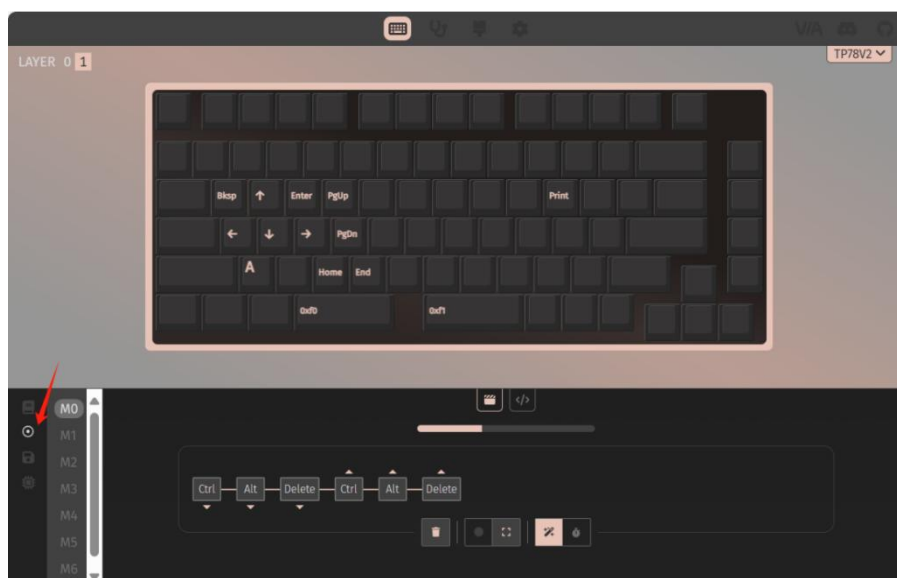 VIA
LAYER 0 1
TP78V2
Bksp ↑ Enter PgUp Print
← ↓ → PgDn
A Home End
0xf0 0xf1
M0
M1
M2
M3
M4
M5
M6
</>
Ctrl Alt Delete Ctrl Alt Delete